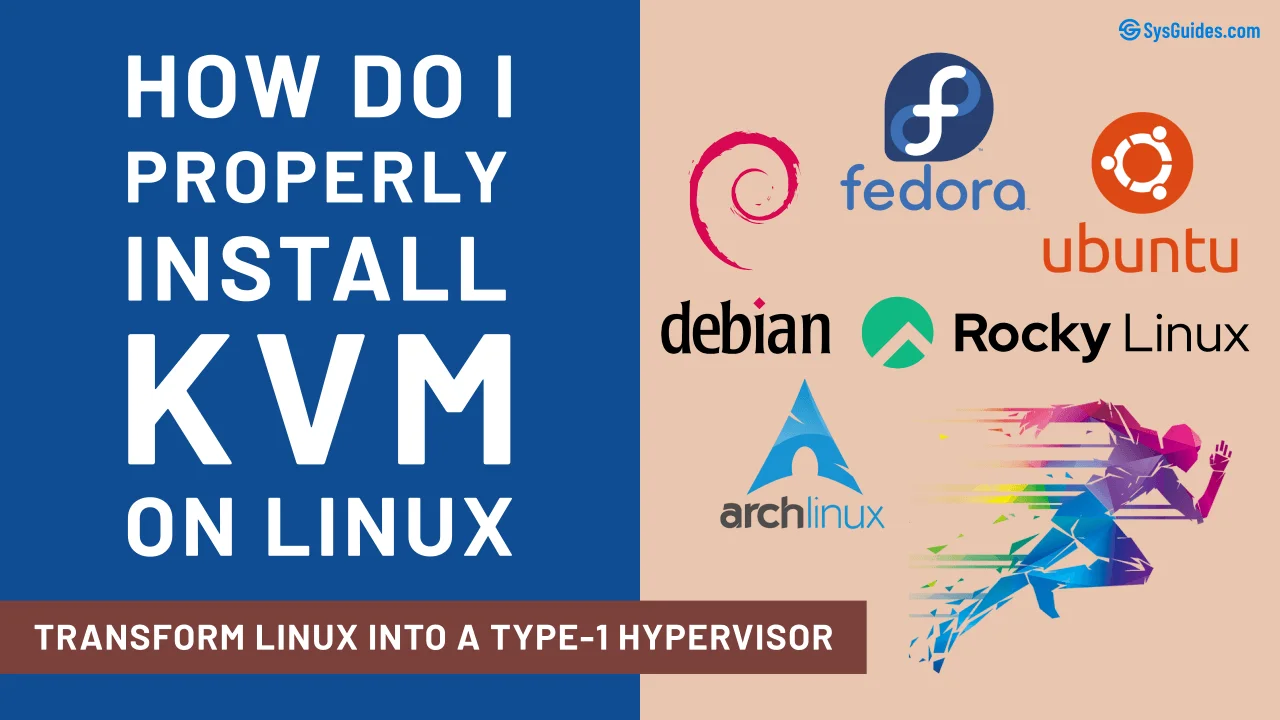 HOW DO I
PROPERLY
INSTALL
KVM
ON LINUX
TRANSFORM LINUX INTO A TYPE-1 HYPERVISOR
SysGuides.com
fedora
ubuntu
debian
Rocky Linux
archlinux